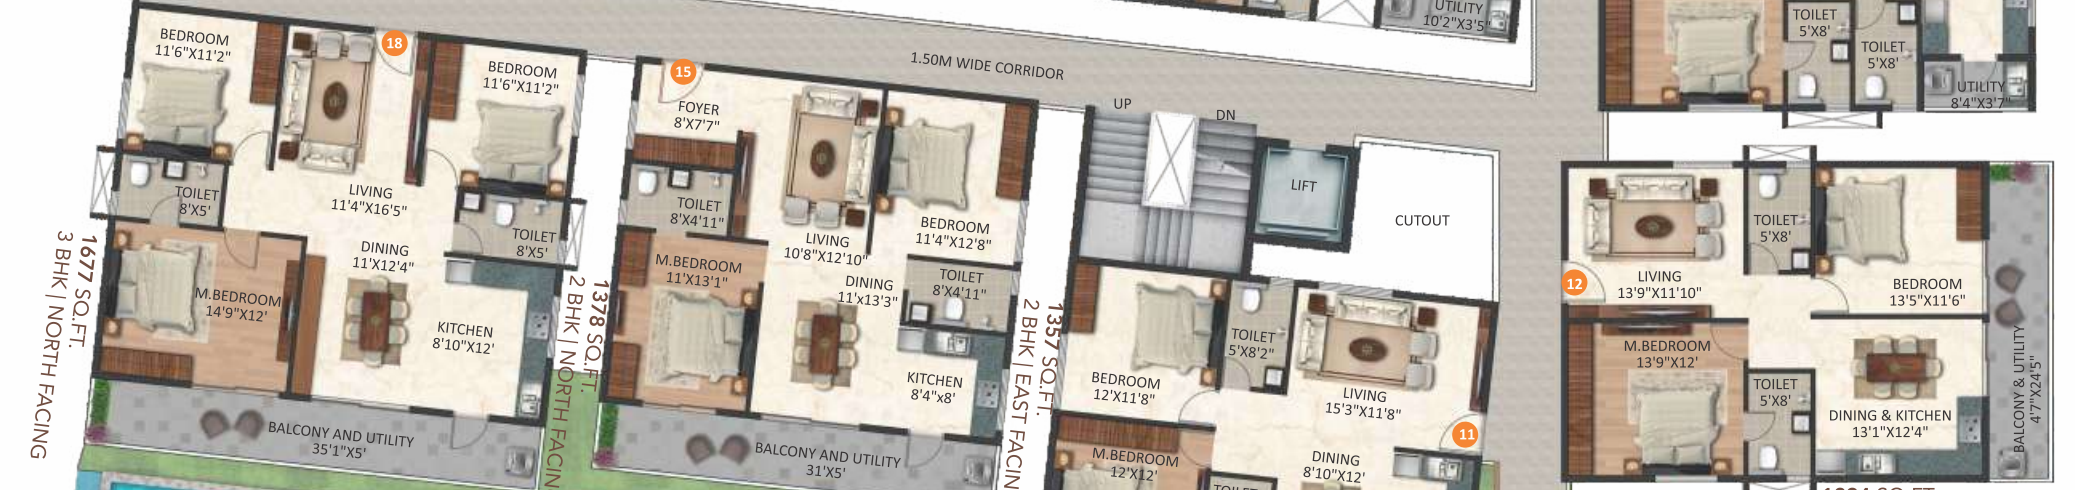 UTILITY
10'2"X3'5"
TOILET
5'X8'
TOILET
5'X8'
UTILITY
8'4"X3'7"
1.50M WIDE CORRIDOR
18
BEDROOM
11'6"X11'2"
BEDROOM
11'6"X11'2"
TOILET
8'X5'
LIVING
11'4"X16'5"
TOILET
8'X5'
DINING
11'X12'4"
M.BEDROOM
14'9"X12'
KITCHEN
8'10"X12'
BALCONY AND UTILITY
35'1"X5'
1677 SQ.FT.
3 BHK | NORTH FACING
15
FOYER
8'X7'7"
TOILET
8'X4'11"
LIVING
10'8"X12'10"
BEDROOM
11'4"X12'8"
M.BEDROOM
11'X13'1"
DINING
11'x13'3"
TOILET
8'X4'11"
KITCHEN
8'4"x8'
BALCONY AND UTILITY
31'X5'
1378 SQ.FT.
2 BHK | NORTH FACIN
UP
DN
LIFT
CUTOUT
BEDROOM
12'X11'8"
TOILET
5'X8'2"
LIVING
15'3"X11'8"
11
M.BEDROOM
12'X12'
DINING
8'10"X12'
TOILET
1357 SQ.FT.
2 BHK | EAST FACIN
12
LIVING
13'9"X11'10"
TOILET
5'X8'
BEDROOM
13'5"X11'6"
M.BEDROOM
13'9"X12'
TOILET
5'X8'
DINING & KITCHEN
13'1"X12'4"
BALCONY & UTILITY
4'7"X24'5"